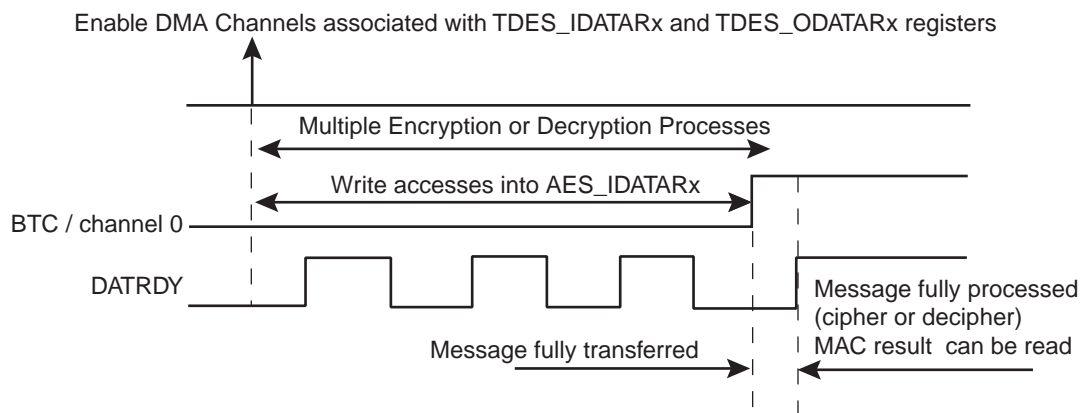 Enable DMA Channels associated with TDES_IDATARx and TDES_ODATARx registers
Multiple Encryption or Decryption Processes
Write accesses into AES_IDATARx
BTC / channel 0
DATRDY
Message fully processed
(cipher or decipher)
MAC result can be read
Message fully transferred